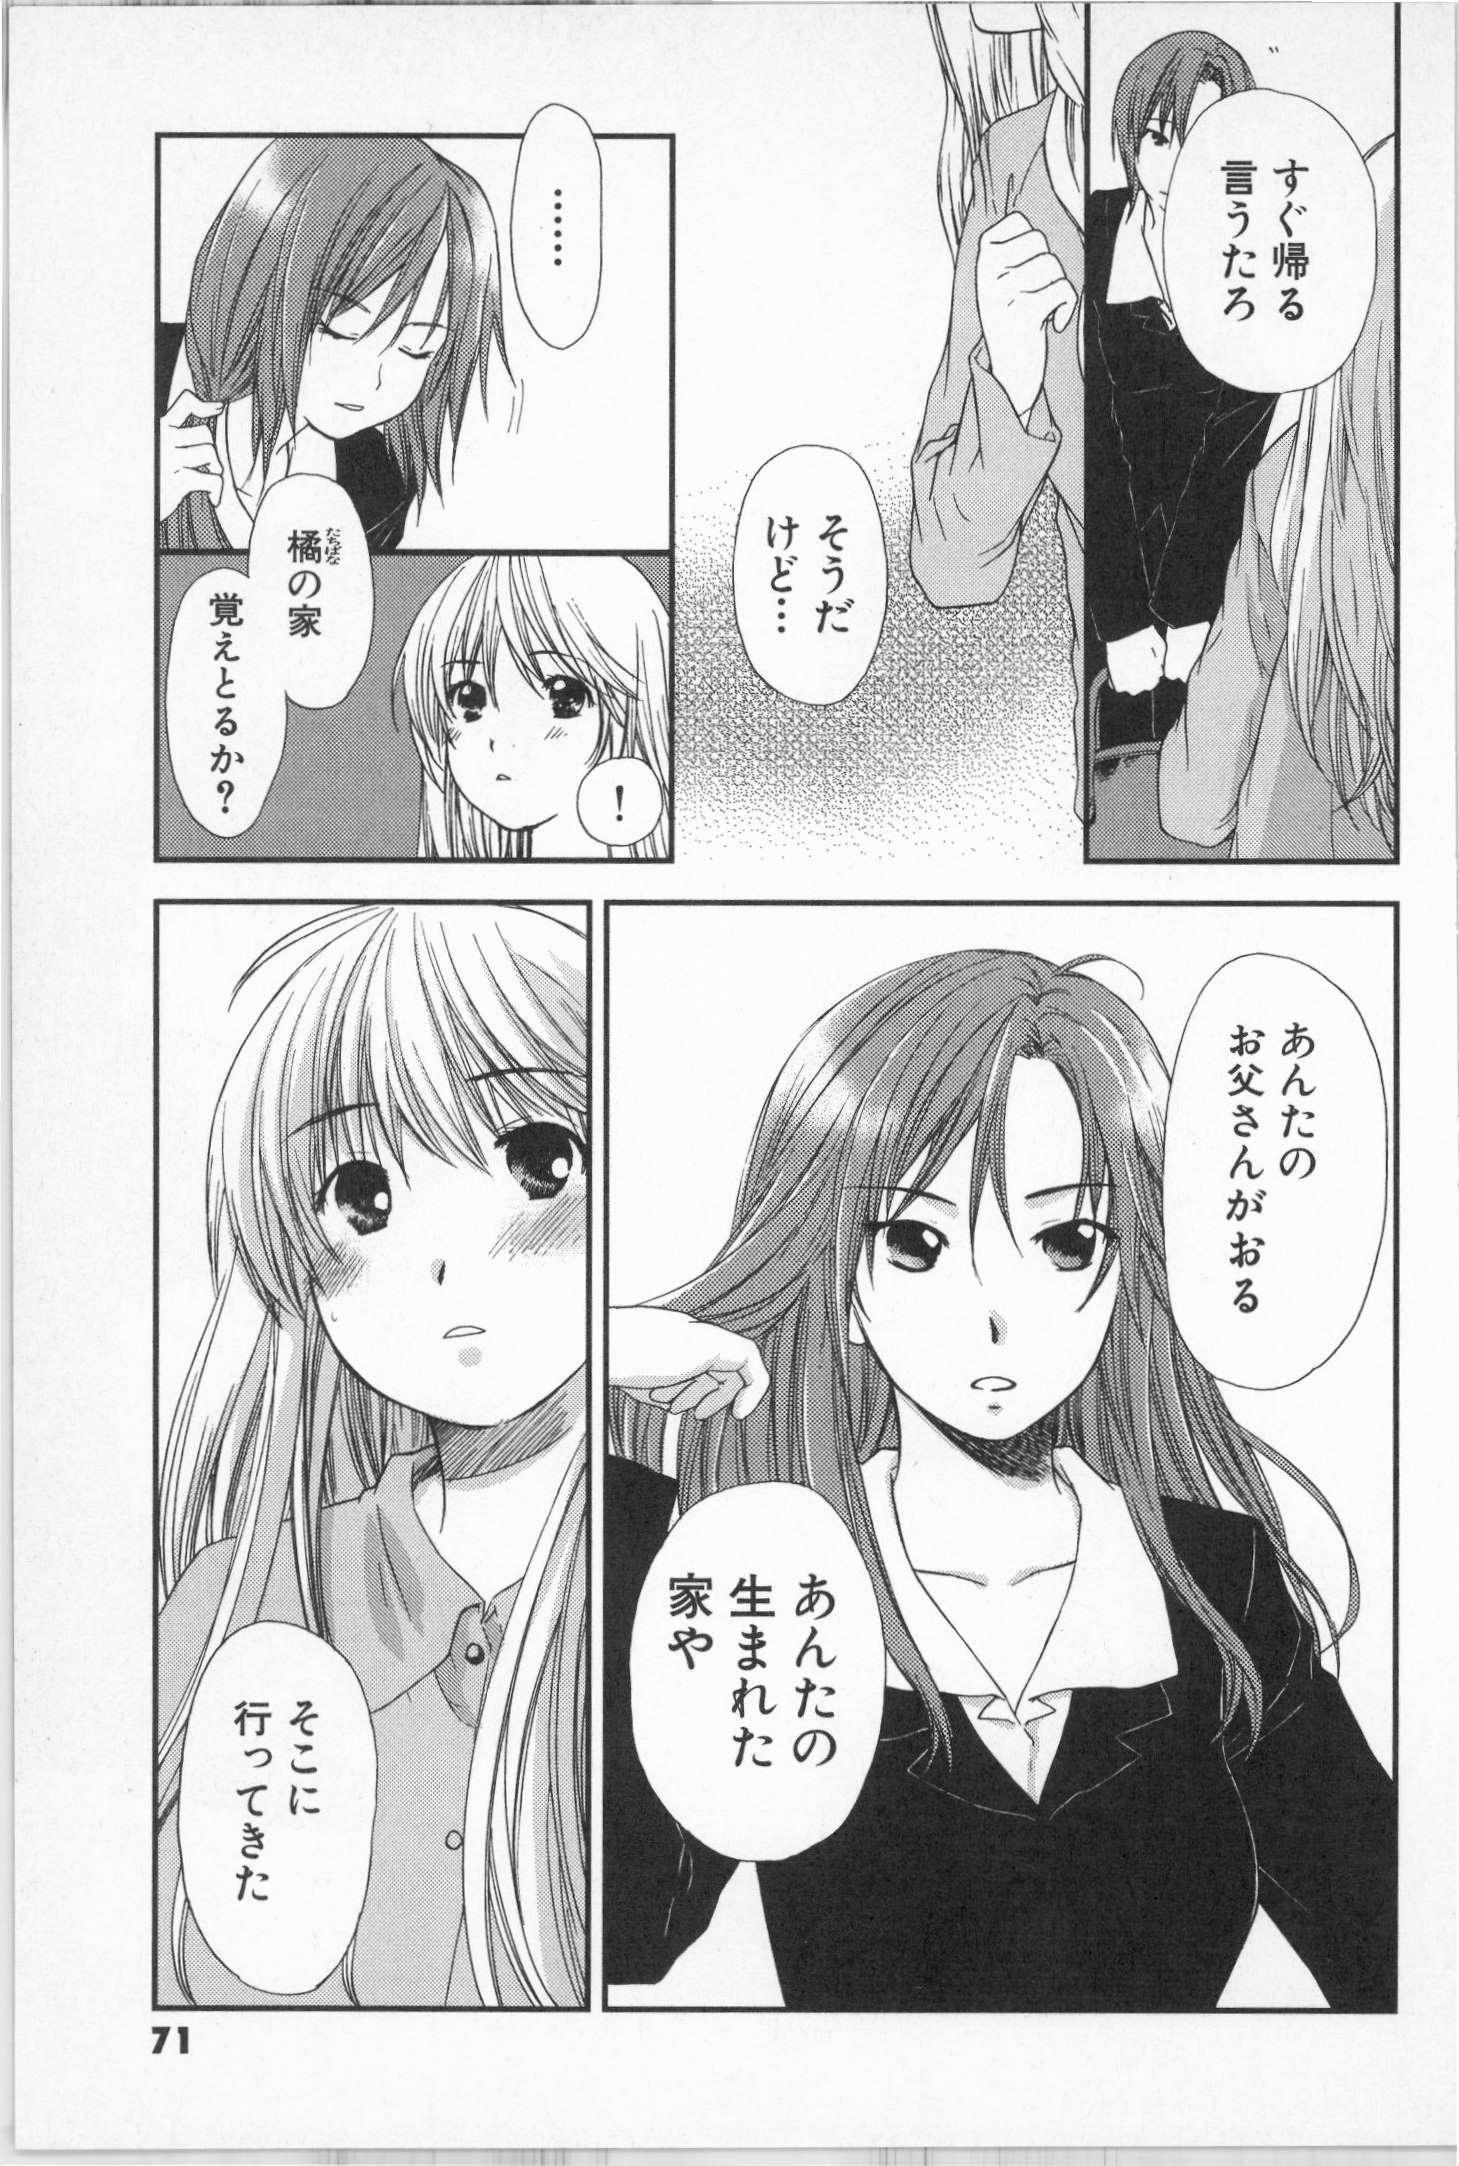 すぐ帰る
言うたろ
そうだ
けど…
……
橘の家
たちばな
覚えとるか？
！
あんたの
お父さんがおる
あんたの
生まれた
家や
そこに
行ってきた
71